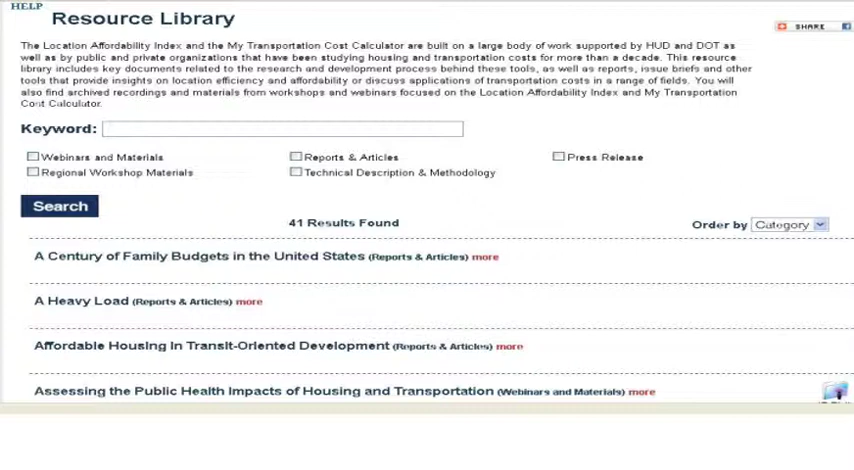 HELP
Resource Library
SHARE
The Location Affordability Index and the My Transportation Cost Calculator are built on a large body of work supported by HUD and DOT as
well as by public and private organizations that have been studying housing and transportation costs for more than a decade. This resource
library includes key documents related to the research and development process behind these tools, as well as reports, issue briefs and other
tools that provide insights on location efficiency and affordability or discuss applications of transportation costs in a range of fields. You will
also find archived recordings and materials from workshops and webinars focused on the Location Affordability Index and My Transportation
Cost Calculator.
Keyword:
Webinars and Materials Reports & Articles Press Release
Regional Workshop Materials Technical Description & Methodology
Search
41 Results Found Order by Category
A Century of Family Budgets in the United States (Reports & Articles) more
A Heavy Load (Reports & Articles) more
Affordable Housing in Transit-Oriented Development (Reports & Articles) more
Assessing the Public Health Impacts of Housing and Transportation (Webinars and Materials) more